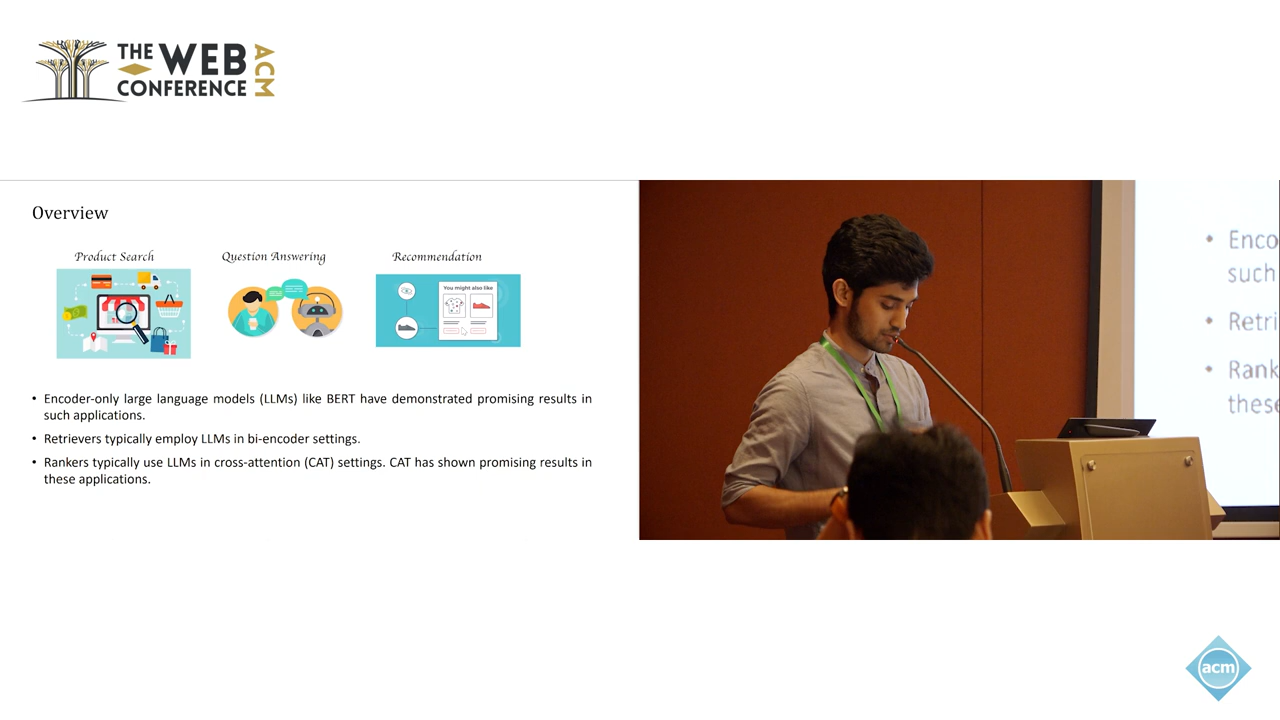 THE WEB
CONFERENCE
ACM
Overview
Product Search
Question Answering
Recommendation
You might also like
• Encoder-only large language models (LLMs) like BERT have demonstrated promising results in
such applications.
• Retrievers typically employ LLMs in bi-encoder settings.
• Rankers typically use LLMs in cross-attention (CAT) settings. CAT has shown promising results in
these applications.
• Enco
such
• Retri
• Rank
these
acm